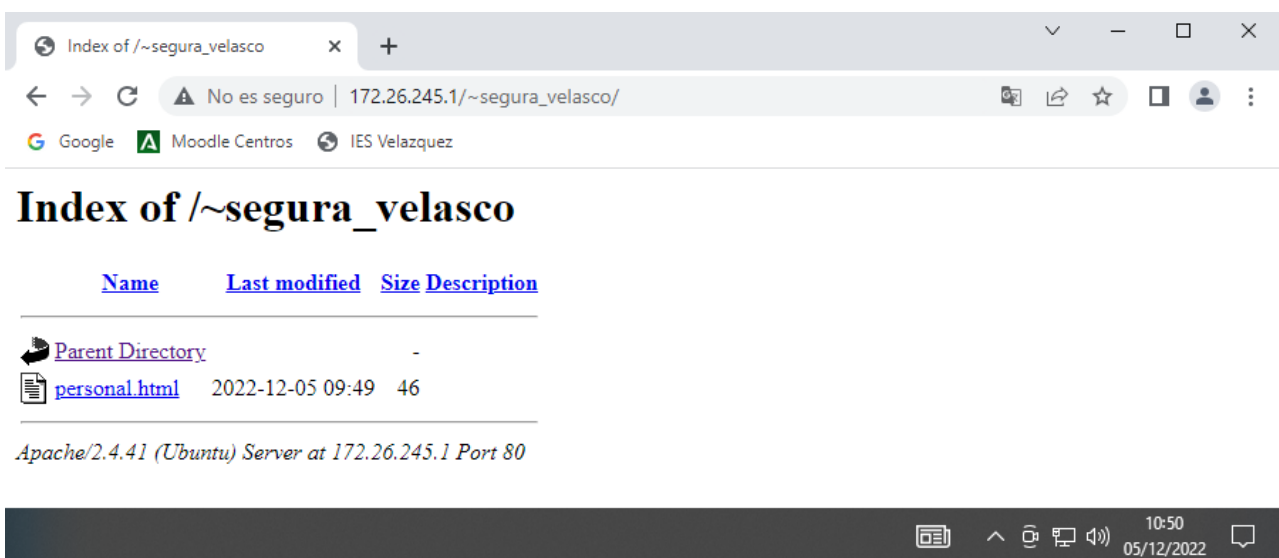 Index of /~segura_velasco
No es seguro | 172.26.245.1/~segura_velasco/
Google Moodle Centros IES Velazquez
Index of /~segura_velasco
Name Last modified Size Description
Parent Directory -
personal.html 2022-12-05 09:49 46
Apache/2.4.41 (Ubuntu) Server at 172.26.245.1 Port 80
10:50
05/12/2022